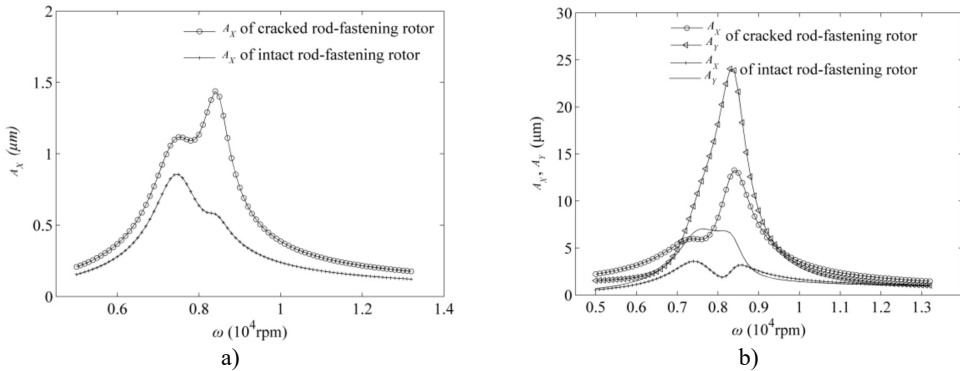 A_X of cracked rod-fastening rotor
A_X of intact rod-fastening rotor
2
1.5
1
0.5
0
A_X (μm)
0.6 0.8 1 1.2 1.4
ω (10^4rpm)
a)
A_X
A_Y of cracked rod-fastening rotor
A_X
A_Y of intact rod-fastening rotor
30
25
20
15
10
5
0
A_X, A_Y (μm)
0.5 0.6 0.7 0.8 0.9 1 1.1 1.2 1.3
ω (10^4rpm)
b)